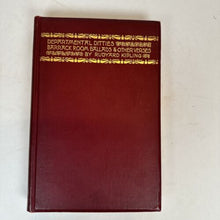 DEPARTMENTAL DITTIES
BARRACK ROOM BALLADS & OTHER VERSES
BY RUDYARD KIPLING